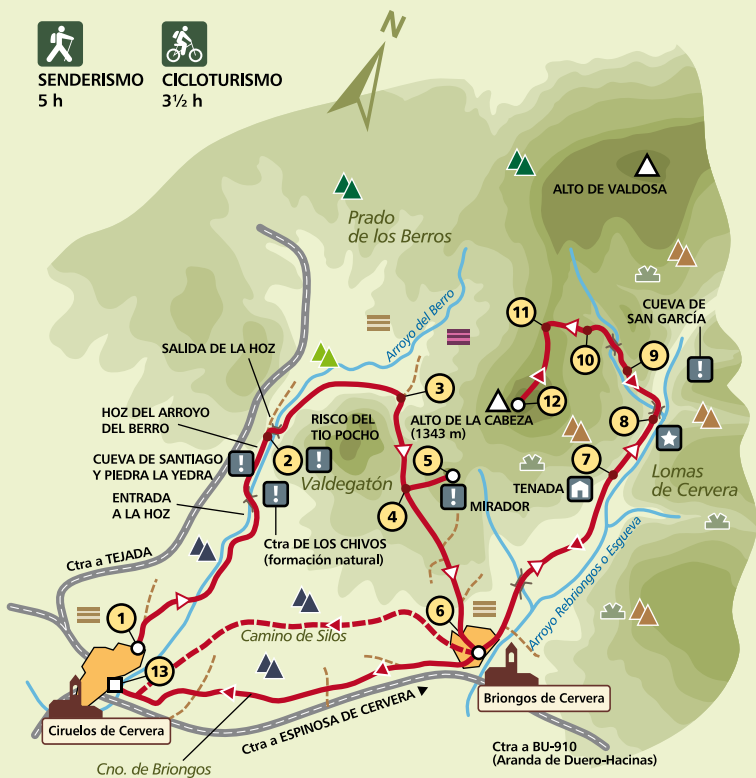 N
SENDERISMO
5 h
CICLOTURISMO
3½ h
ALTO DE VALDOSA
Prado
de los Berros
CUEVA DE
SAN GARCÍA
Arroyo del Berro
SALIDA DE LA HOZ
11
10
9
3
12
HOZ DEL ARROYO
DEL BERRO
RISCO DEL
TIO POCHO
ALTO DE LA CABEZA
(1343 m)
8
2
CUEVA DE SANTIAGO
Y PIEDRA LA YEDRA
Valdegatón
5
7
Lomas
de Cervera
ENTRADA
A LA HOZ
4
MIRADOR
TENADA
Ctra DE LOS CHIVOS
(formación natural)
Ctra a TEJADA
Arroyo Rebriongos o Esgueva
1
6
Camino de Silos
13
Briongos de Cervera
Ciruelos de Cervera
Ctra a ESPINOSA DE CERVERA
Ctra a BU-910
(Aranda de Duero-Hacinas)
Cno. de Briongos